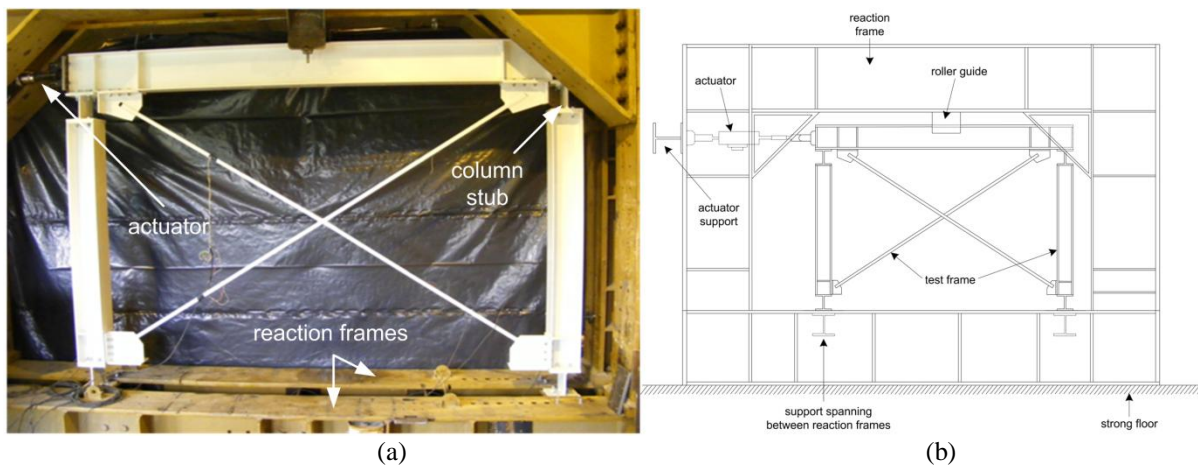 actuator
column
stub
reaction frames
(a)
reaction
frame
actuator
roller guide
actuator
support
test frame
support spanning
between reaction frames
strong floor
(b)